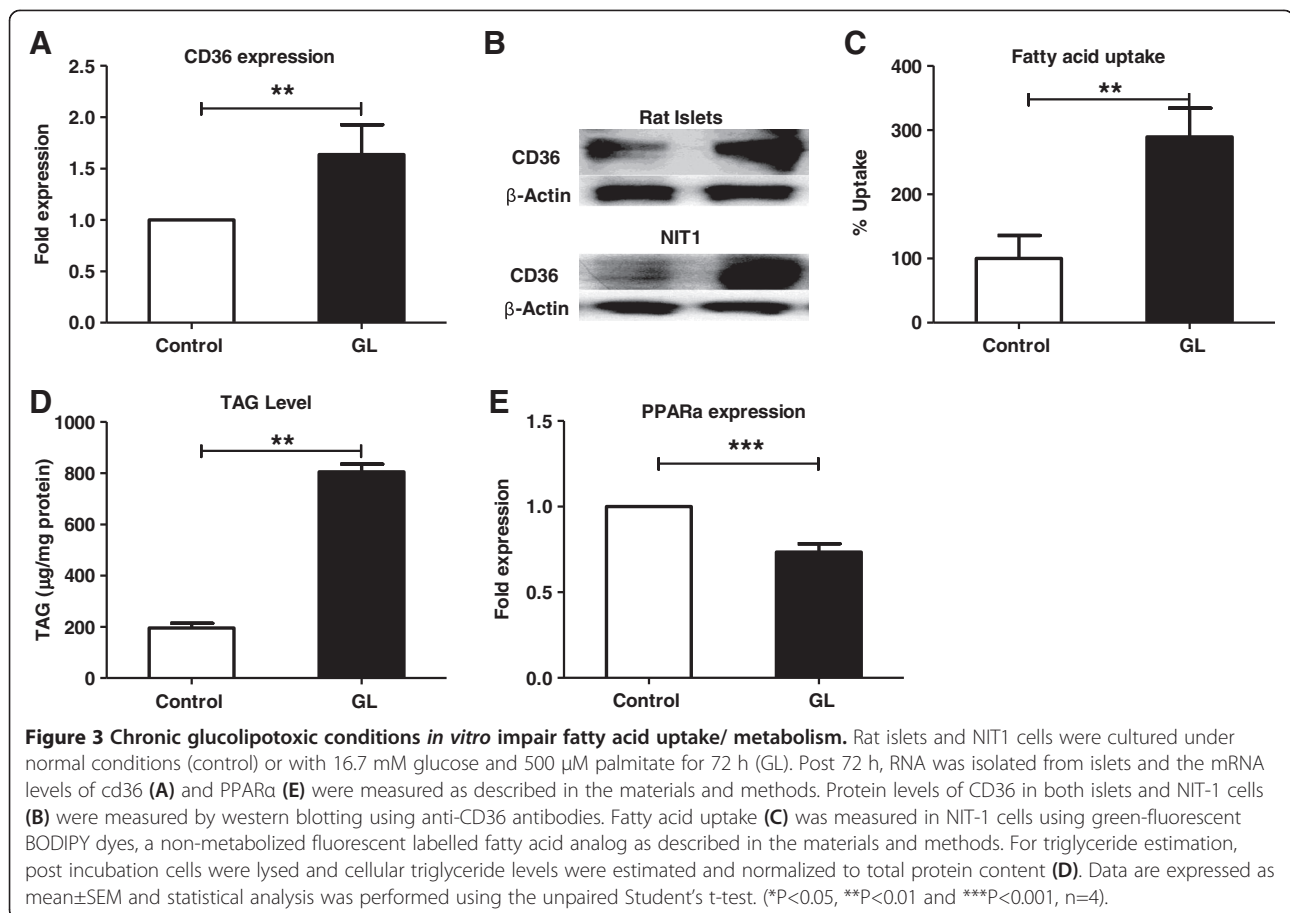 A
CD36 expression
2.5
**
2.0
1.5
1.0
0.5
0.0
Fold expression
Control GL
B
Rat Islets
CD36
β-Actin
NIT1
CD36
β-Actin
C
Fatty acid uptake
400
**
300
200
100
0
% Uptake
Control GL
D
TAG Level
1000
**
800
600
400
200
0
TAG (µg/mg protein)
Control GL
E
PPARa expression
1.5
***
1.0
0.5
0.0
Fold expression
Control GL
Figure 3 Chronic glucolipotoxic conditions in vitro impair fatty acid uptake/ metabolism. Rat islets and NIT1 cells were cultured under
normal conditions (control) or with 16.7 mM glucose and 500 µM palmitate for 72 h (GL). Post 72 h, RNA was isolated from islets and the mRNA
levels of cd36 (A) and PPARα (E) were measured as described in the materials and methods. Protein levels of CD36 in both islets and NIT-1 cells
(B) were measured by western blotting using anti-CD36 antibodies. Fatty acid uptake (C) was measured in NIT-1 cells using green-fluorescent
BODIPY dyes, a non-metabolized fluorescent labelled fatty acid analog as described in the materials and methods. For triglyceride estimation,
post incubation cells were lysed and cellular triglyceride levels were estimated and normalized to total protein content (D). Data are expressed as
mean±SEM and statistical analysis was performed using the unpaired Student's t-test. (*P<0.05, **P<0.01 and ***P<0.001, n=4).